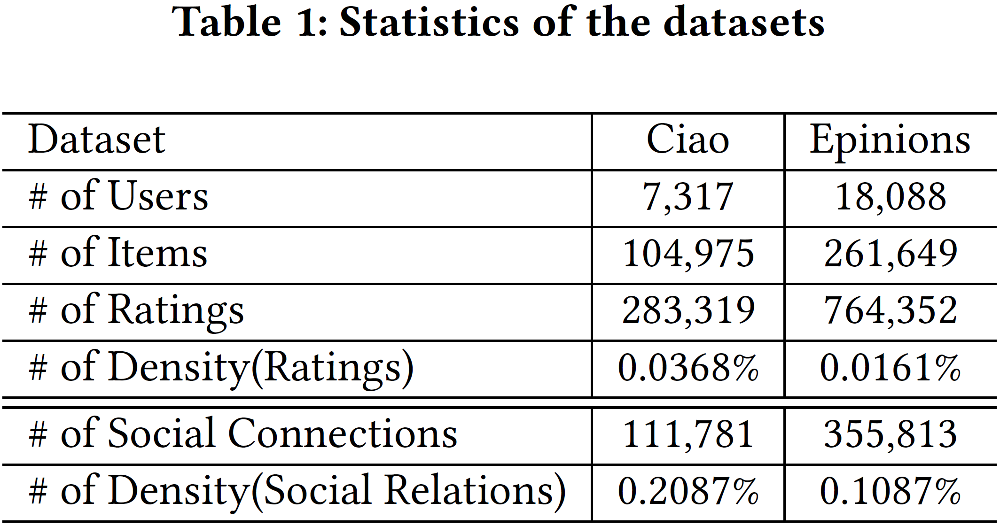 Table 1: Statistics of the datasets
Dataset Ciao Epinions
# of Users 7,317 18,088
# of Items 104,975 261,649
# of Ratings 283,319 764,352
# of Density(Ratings) 0.0368% 0.0161%
# of Social Connections 111,781 355,813
# of Density(Social Relations) 0.2087% 0.1087%